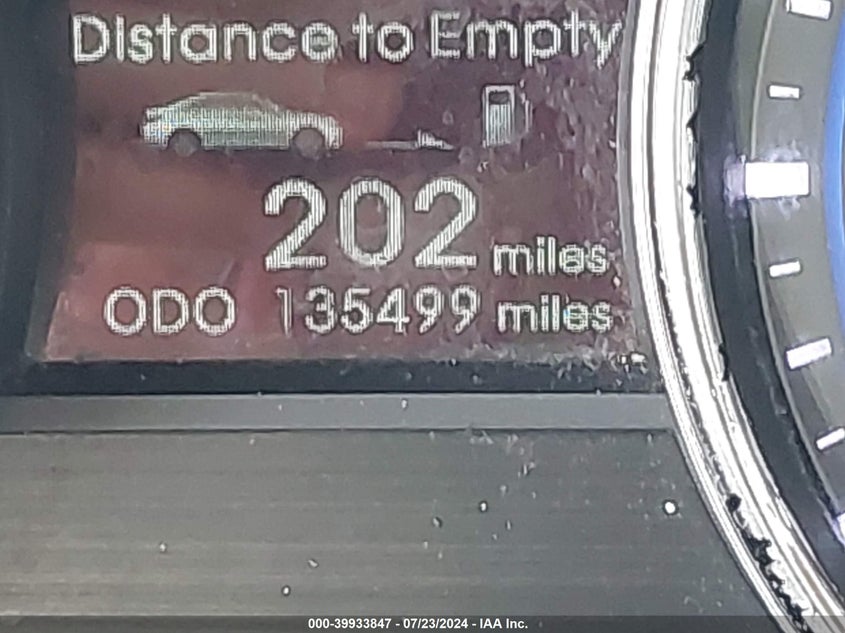 Distance to Empty
202 miles
ODO 135499 miles
000-39933847 - 07/23/2024 - IAA Inc.